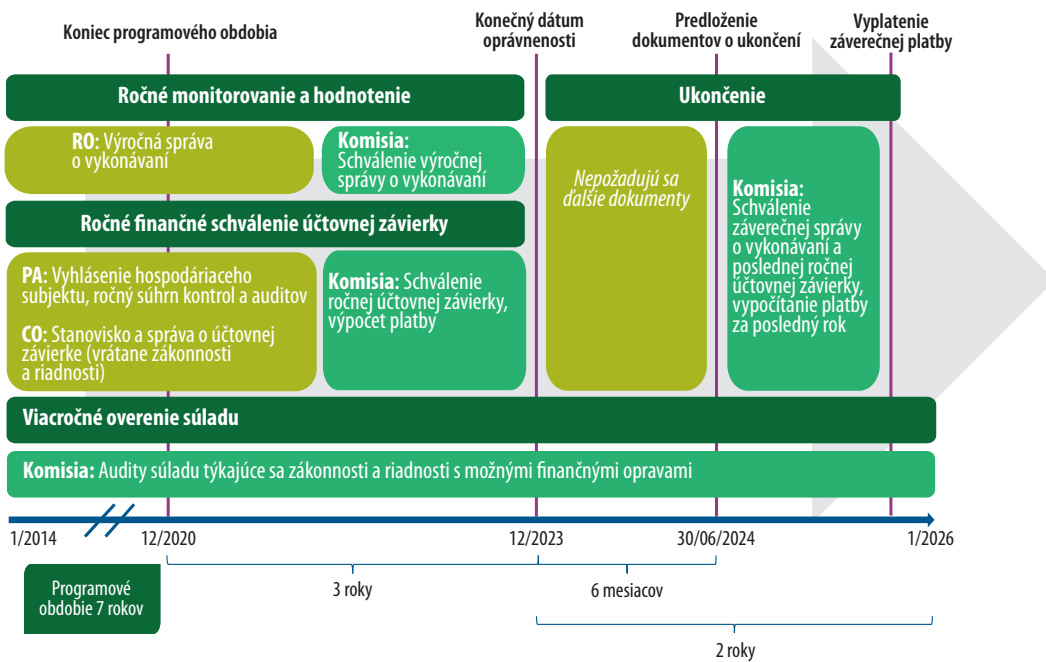 Koniec programového obdobia
Konečný dátum
oprávnenosti
Predloženie
dokumentov o ukončení
Vyplatenie
záverečnej platby
Ročné monitorovanie a hodnotenie
Ukončenie
RO: Výročná správa
o vykonávaní
Komisia:
Schválenie výročnej
správy o vykonávaní
Nepožadujú sa
ďalšie dokumenty
Komisia:
Schválenie
záverečnej správy
o vykonávaní a
poslednej ročnej
účtovnej závierky,
vypočítanie platby
za posledný rok
Ročné finančné schválenie účtovnej závierky
PA: Vyhlásenie hospodáriaceho
subjektu, ročný súhrn kontrol a auditov
CO: Stanovisko a správa o účtovnej
závierke (vrátane zákonnosti
a riadnosti)
Komisia: Schválenie
ročnej účtovnej závierky,
výpočet platby
Viacročné overenie súladu
Komisia: Audity súladu týkajúce sa zákonnosti a riadnosti s možnými finančnými opravami
1/2014
12/2020
12/2023
30/06/2024
1/2026
Programové
obdobie 7 rokov
3 roky
6 mesiacov
2 roky